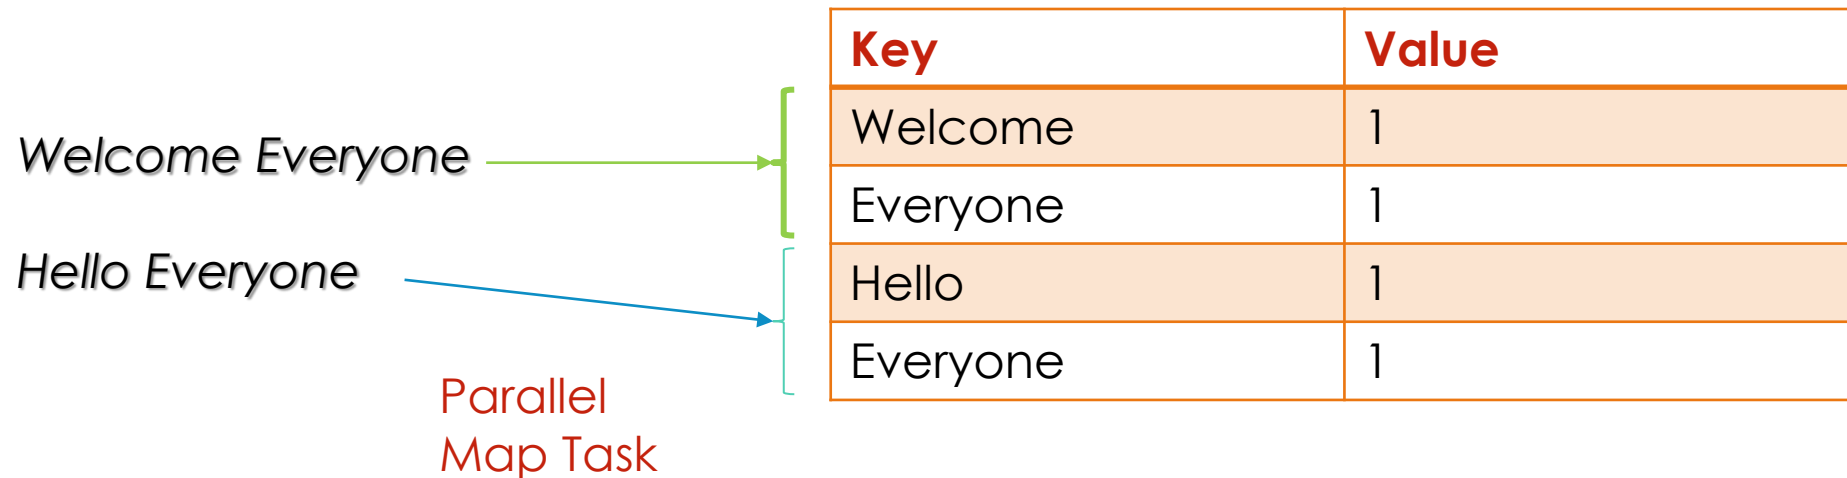 Welcome Everyone
Hello Everyone
Parallel
Map Task
Key Value
Welcome 1
Everyone 1
Hello 1
Everyone 1